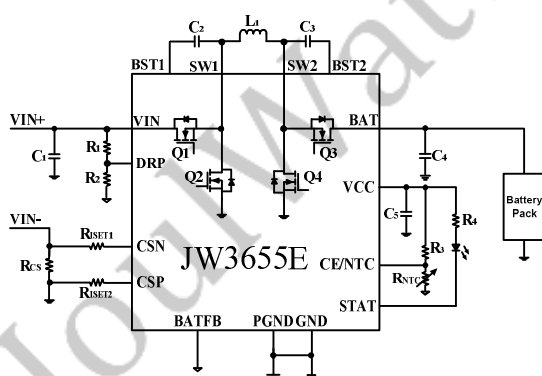 L1
C2
C3
BST1
SW1
SW2
BST2
VIN+
VIN
BAT
C1
R1
Q1
Q3
DRP
Q2
Q4
C4
R2
VCC
Battery
Pack
VIN-
C5
R4
RISET1
CSN
R3
RCS
JW3655E
CE/NTC
RISET2
CSP
RNTC
STAT
BATFB
PGND
GND
JoulWat